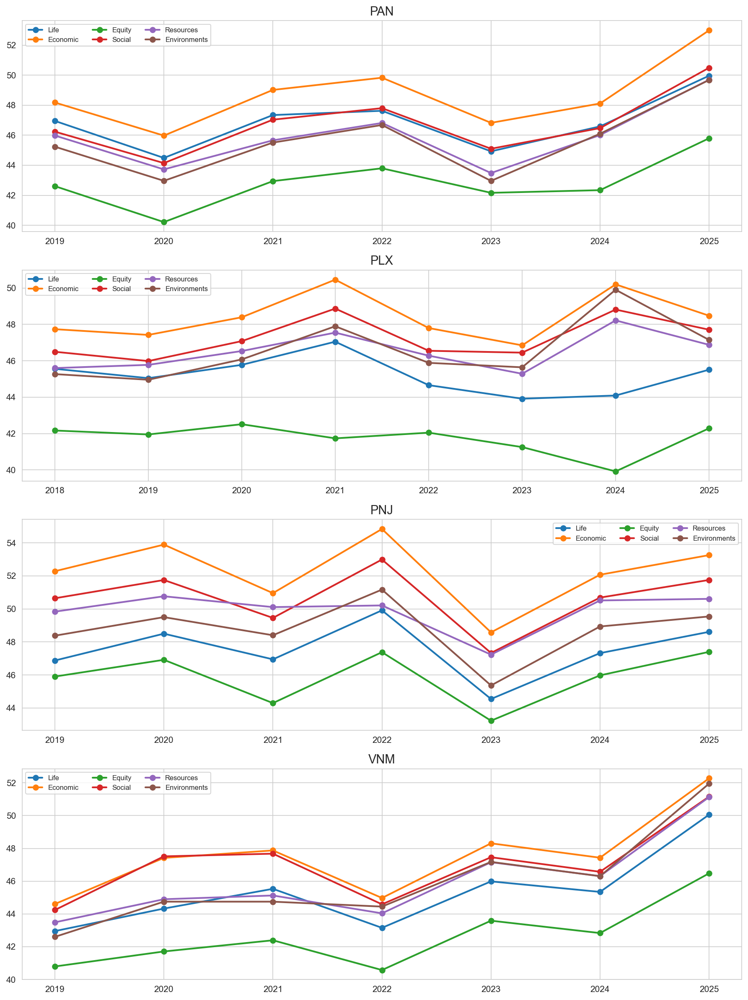 PAN
Life Equity Resources
Economic Social Environments
52
50
48
46
44
42
40
2019 2020 2021 2022 2023 2024 2025
PLX
Life Equity Resources
Economic Social Environments
50
48
46
44
42
40
2018 2019 2020 2021 2022 2023 2024 2025
PNJ
Life Equity Resources
Economic Social Environments
54
52
50
48
46
44
2019 2020 2021 2022 2023 2024 2025
VNM
Life Equity Resources
Economic Social Environments
52
50
48
46
44
42
40
2019 2020 2021 2022 2023 2024 2025